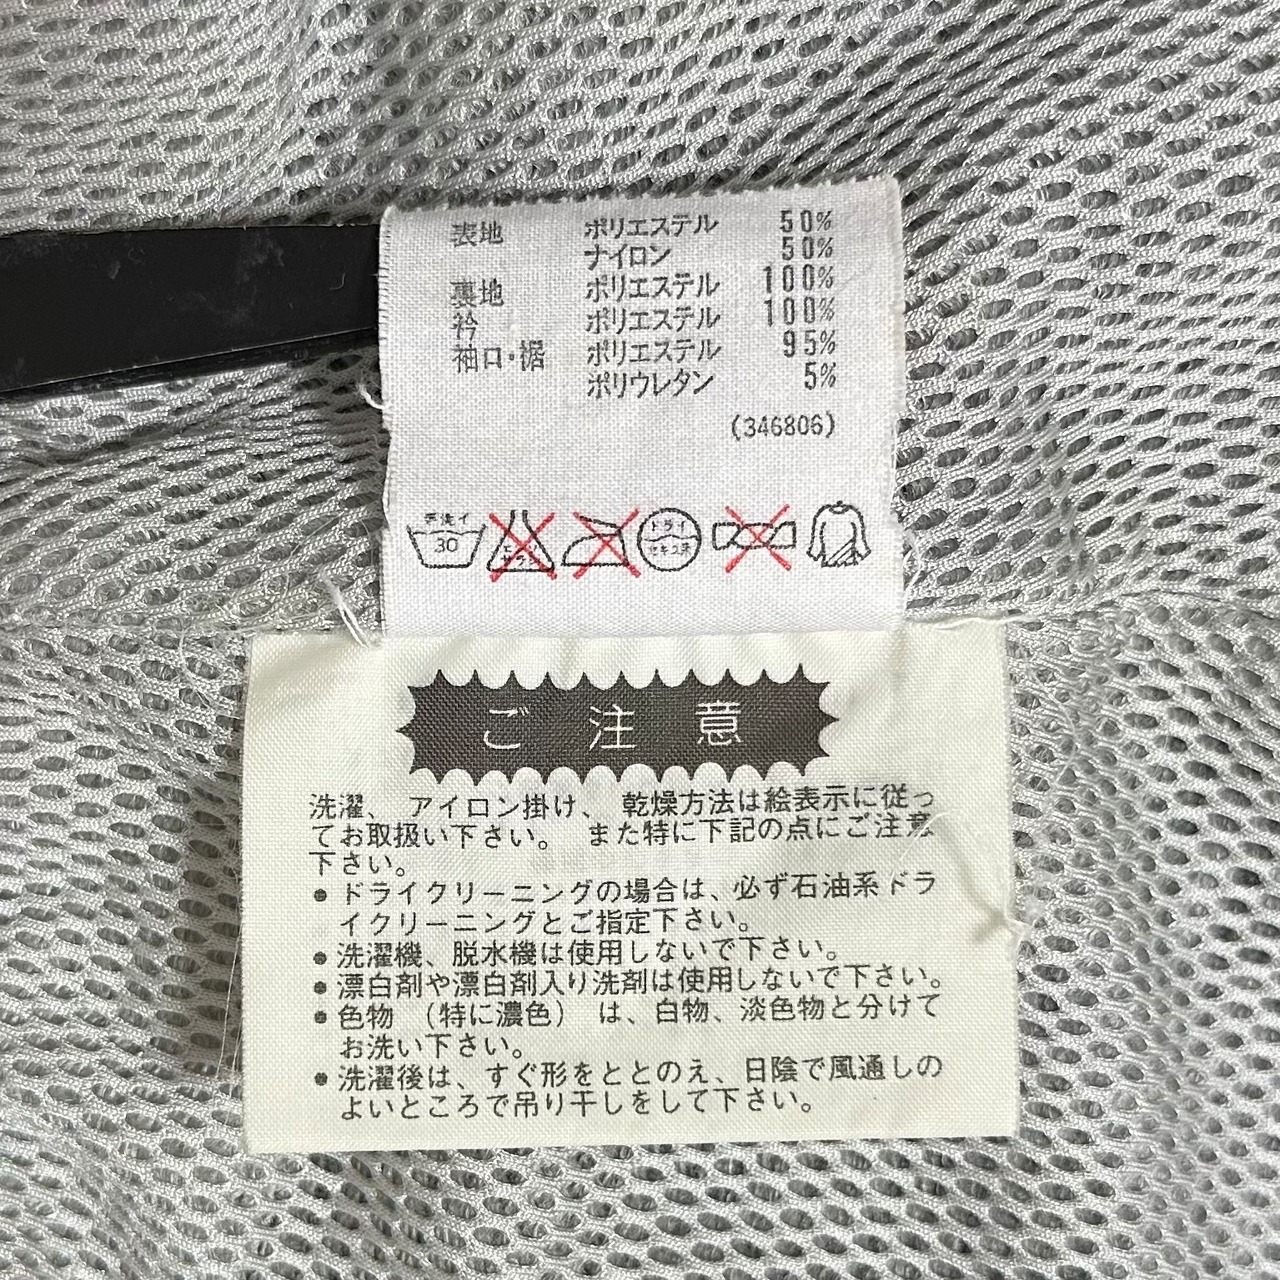 表地 ポリエステル 50%
ナイロン 50%
裏地 ポリエステル 100%
衿 ポリエステル 100%
袖口・裾 ポリエステル 95%
ポリウレタン 5%
(346806)
手洗イ
30
エンソ
サラシ
ドライ
セキユ系
ご注意
洗濯、アイロン掛け、乾燥方法は絵表示に従っ
てお取扱い下さい。また特に下記の点にご注意
下さい。
●ドライクリーニングの場合は、必ず石油系ドラ
イクリーニングとご指定下さい。
●洗濯機、脱水機は使用しないで下さい。
●漂白剤や漂白剤入り洗剤は使用しないで下さい。
●色物(特に濃色)は、白物、淡色物と分けて
お洗い下さい。
●洗濯後は、すぐ形をととのえ、日陰で風通しの
よいところで吊り干しをして下さい。